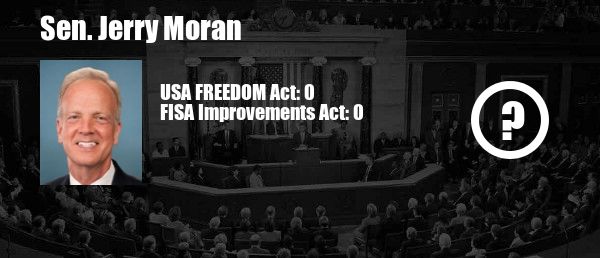 Sen. Jerry Moran
USA FREEDOM Act: 0
FISA Improvements Act: 0
?